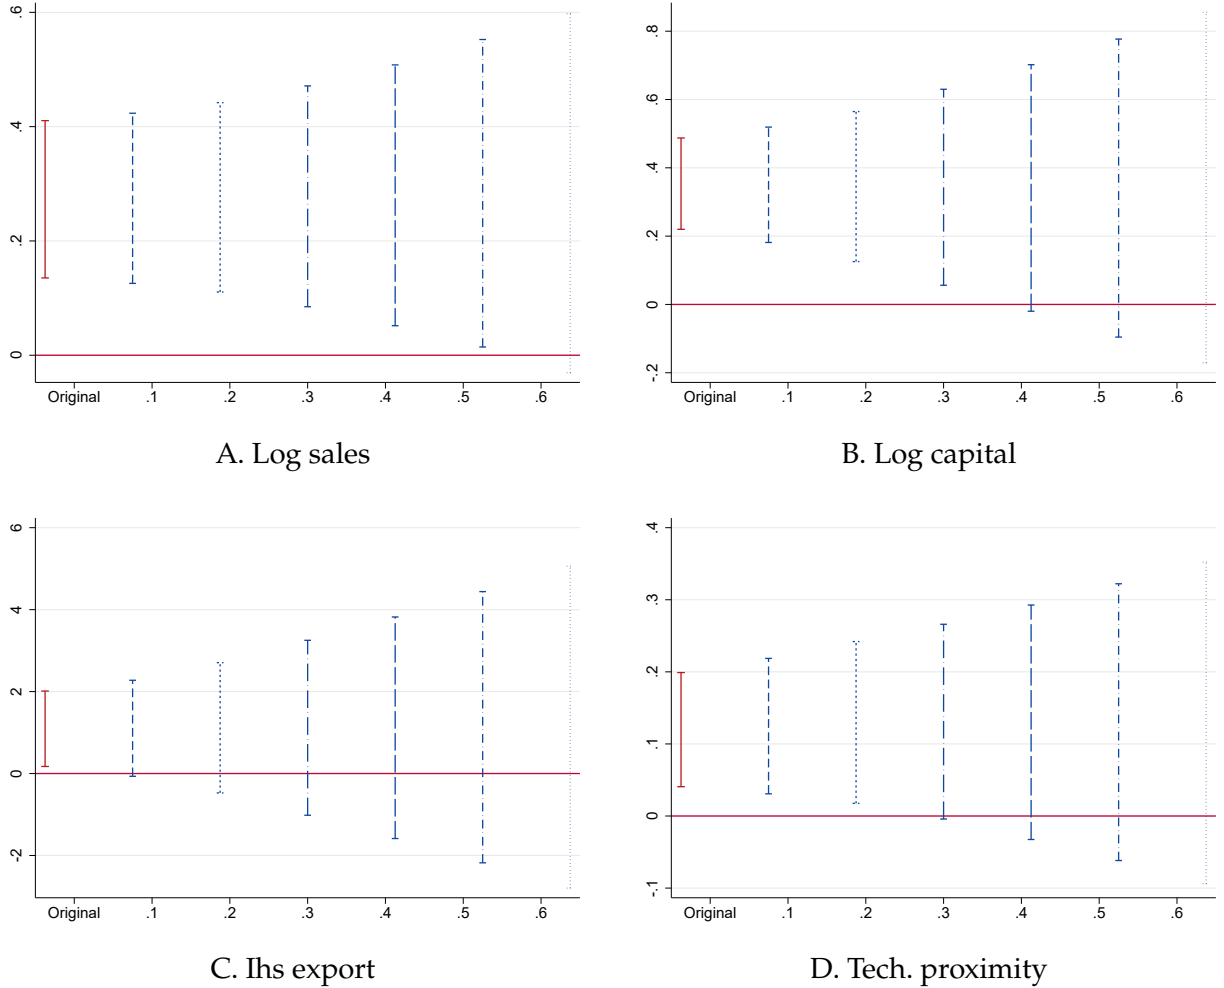 .6
.4
.2
0
Original .1 .2 .3 .4 .5 .6
A. Log sales
.8
.6
.4
.2
0
-.2
Original .1 .2 .3 .4 .5 .6
B. Log capital
6
4
2
0
-2
Original .1 .2 .3 .4 .5 .6
C. Ihs export
.4
.3
.2
.1
0
-.1
Original .1 .2 .3 .4 .5 .6
D. Tech. proximity